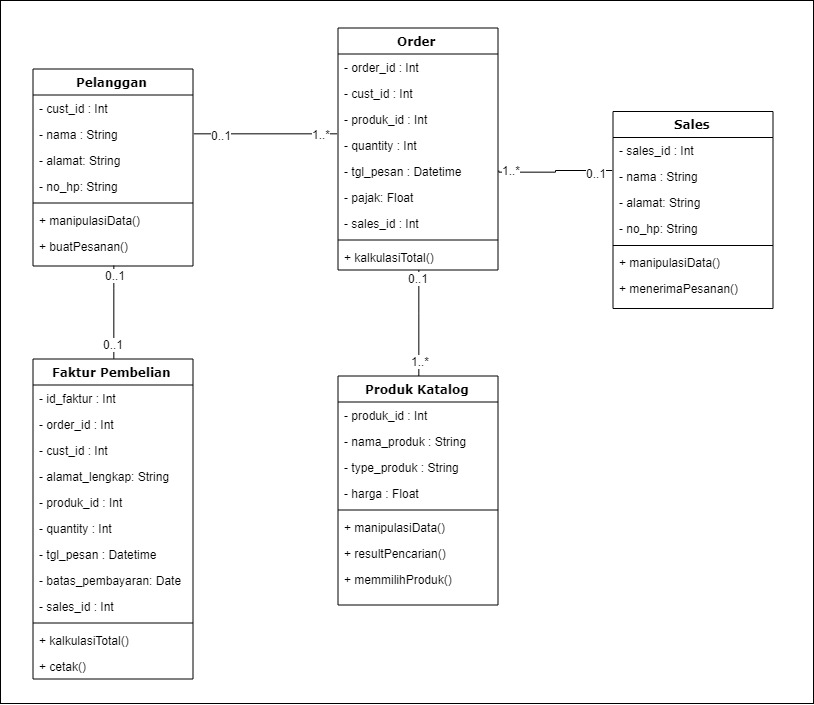 Pelanggan
- cust_id : Int
- nama : String
- alamat: String
- no_hp: String
+ manipulasiData()
+ buatPesanan()
0..1
1..*
Order
- order_id : Int
- cust_id : Int
- produk_id : Int
- quantity : Int
- tgl_pesan : Datetime
- pajak: Float
- sales_id : Int
+ kalkulasiTotal()
1..*
0..1
Sales
- sales_id : Int
- nama : String
- alamat: String
- no_hp: String
+ manipulasiData()
+ menerimaPesanan()
0..1
0..1
Faktur Pembelian
- id_faktur : Int
- order_id : Int
- cust_id : Int
- alamat_lengkap: String
- produk_id : Int
- quantity : Int
- tgl_pesan : Datetime
- batas_pembayaran: Date
- sales_id : Int
+ kalkulasiTotal()
+ cetak()
0..1
1..*
Produk Katalog
- produk_id : Int
- nama_produk : String
- type_produk : String
- harga : Float
+ manipulasiData()
+ resultPencarian()
+ memmilihProduk()